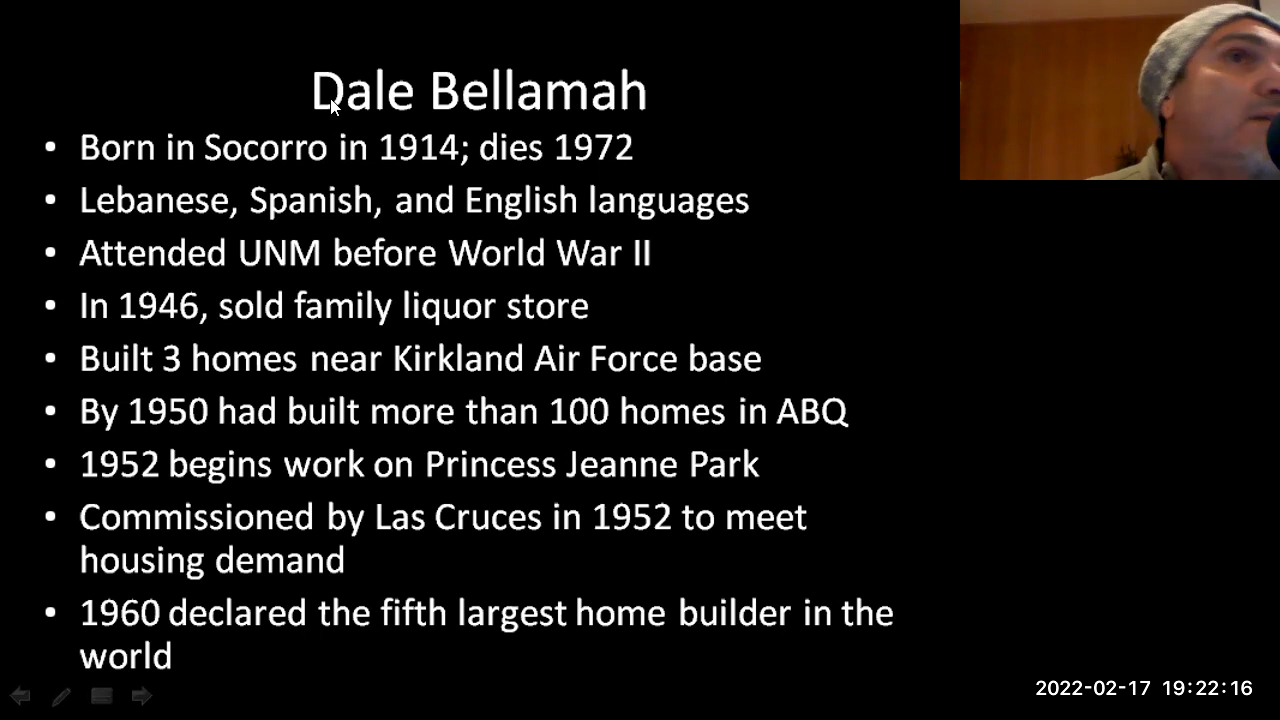 Dale Bellamah
• Born in Socorro in 1914; dies 1972
• Lebanese, Spanish, and English languages
• Attended UNM before World War II
• In 1946, sold family liquor store
• Built 3 homes near Kirkland Air Force base
• By 1950 had built more than 100 homes in ABQ
• 1952 begins work on Princess Jeanne Park
• Commissioned by Las Cruces in 1952 to meet
housing demand
• 1960 declared the fifth largest home builder in the
world
2022-02-17 19:22:16